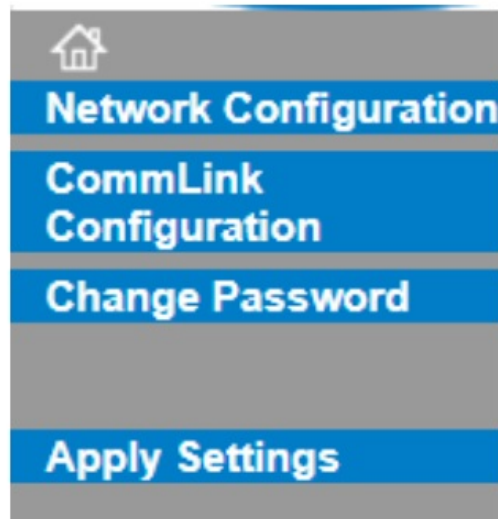 Network Configuration
CommLink
Configuration
Change Password
Apply Settings